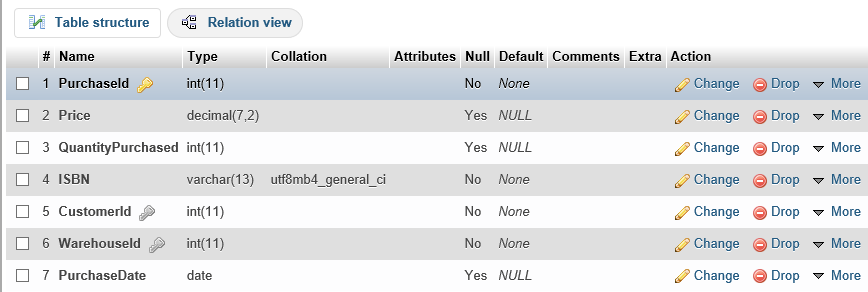 Table structure Relation view
# Name Type Collation Attributes Null Default Comments Extra Action
1 PurchaseId int(11) No None Change Drop More
2 Price decimal(7,2) Yes NULL Change Drop More
3 QuantityPurchased int(11) Yes NULL Change Drop More
4 ISBN varchar(13) utf8mb4_general_ci No None Change Drop More
5 CustomerId int(11) No None Change Drop More
6 WarehouseId int(11) No None Change Drop More
7 PurchaseDate date Yes NULL Change Drop More